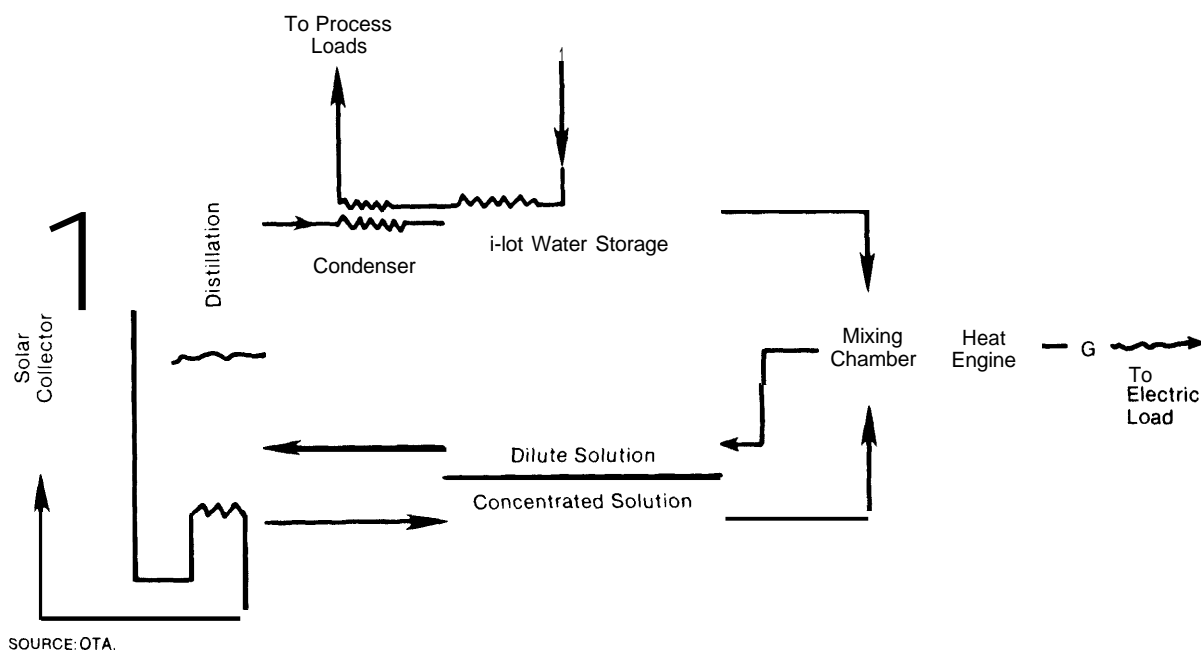 To Process
Loads
Distillation
i-lot Water Storage
Condenser
Solar
Collector
Mixing
Chamber
Heat
Engine
G
To
Electric
Load
Dilute Solution
Concentrated Solution
SOURCE: OTA.